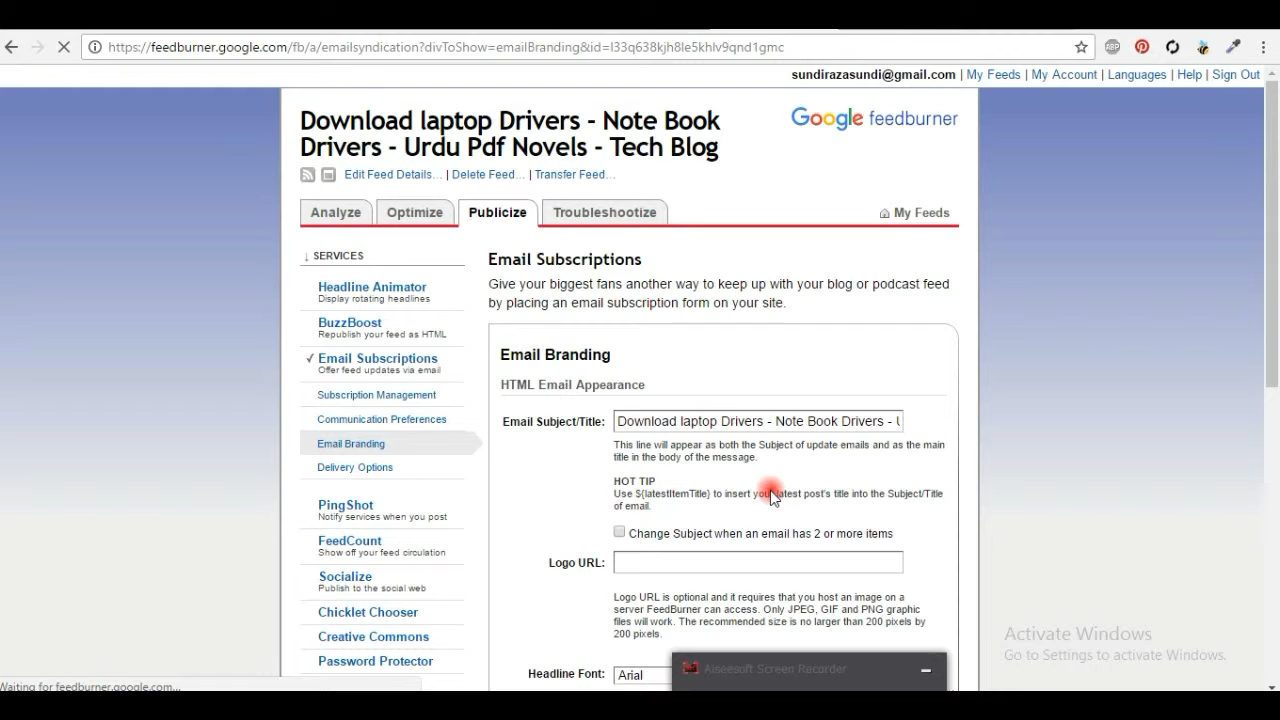 https://feedburner.google.com/fb/a/emailsyndication?divToShow=emailBranding&id=l33q638kjh8le5khlv9qnd1gmc
ABP
sundirazasundi@gmail.com | My Feeds | My Account | Languages | Help | Sign Out
Download laptop Drivers - Note Book
Drivers - Urdu Pdf Novels - Tech Blog
Google feedburner
Edit Feed Details... | Delete Feed... | Transfer Feed...
Analyze Optimize Publicize Troubleshootize My Feeds
↓ SERVICES
Headline Animator
Display rotating headlines
BuzzBoost
Republish your feed as HTML
✓ Email Subscriptions
Offer feed updates via email
Subscription Management
Communication Preferences
Email Branding
Delivery Options
PingShot
Notify services when you post
FeedCount
Show off your feed circulation
Socialize
Publish to the social web
Chicklet Chooser
Creative Commons
Password Protector
Email Subscriptions
Give your biggest fans another way to keep up with your blog or podcast feed
by placing an email subscription form on your site.
Email Branding
HTML Email Appearance
Email Subject/Title: Download laptop Drivers - Note Book Drivers - U
This line will appear as both the Subject of update emails and as the main
title in the body of the message.
HOT TIP
Use ${latestItemTitle} to insert your latest post's title into the Subject/Title
of email.
Change Subject when an email has 2 or more items
Logo URL:
Logo URL is optional and it requires that you host an image on a
server FeedBurner can access. Only JPEG, GIF and PNG graphic
files will work. The recommended size is no larger than 200 pixels by
200 pixels.
Headline Font: Arial
Aiseesoft Screen Recorder
Activate Windows
Go to Settings to activate Windows.
Waiting for feedburner.google.com...